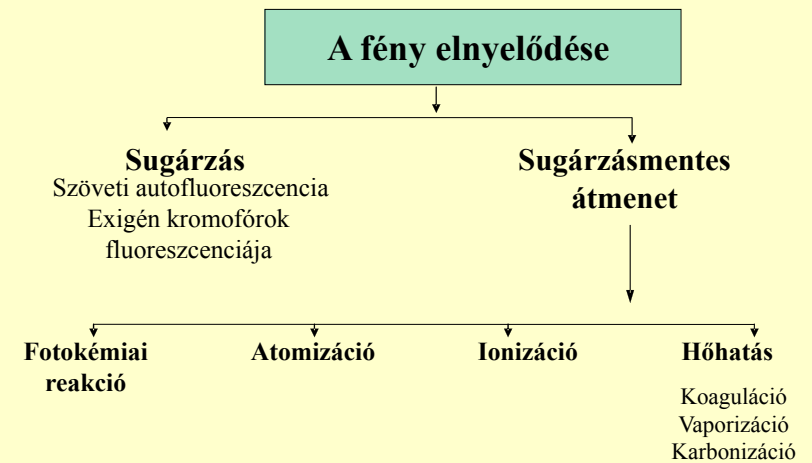 A fény elnyelődése
Sugárzás
Szöveti autofluoreszcencia
Exigén kromofórok
fluoreszcenciája
Sugárzásmentes
átmenet
Fotokémiai
reakció
Atomizáció
Ionizáció
Hőhatás
Koaguláció
Vaporizáció
Karbonizáció